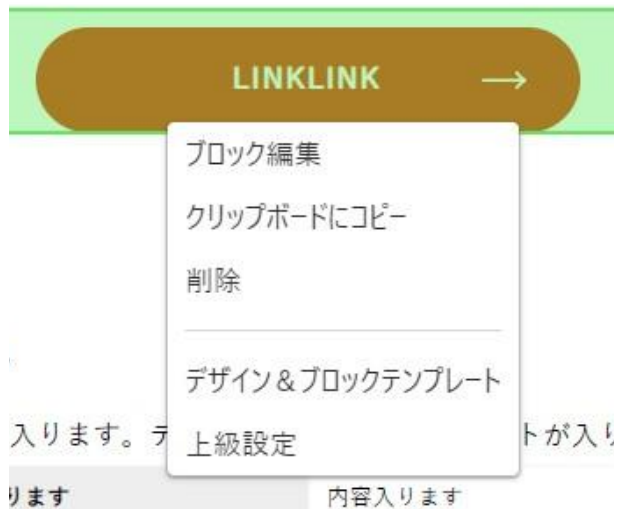 LINKLINK →
ブロック編集
クリップボードにコピー
削除
デザイン＆ブロックテンプレート
上級設定
入ります。テ
トが入り
ります
内容入ります